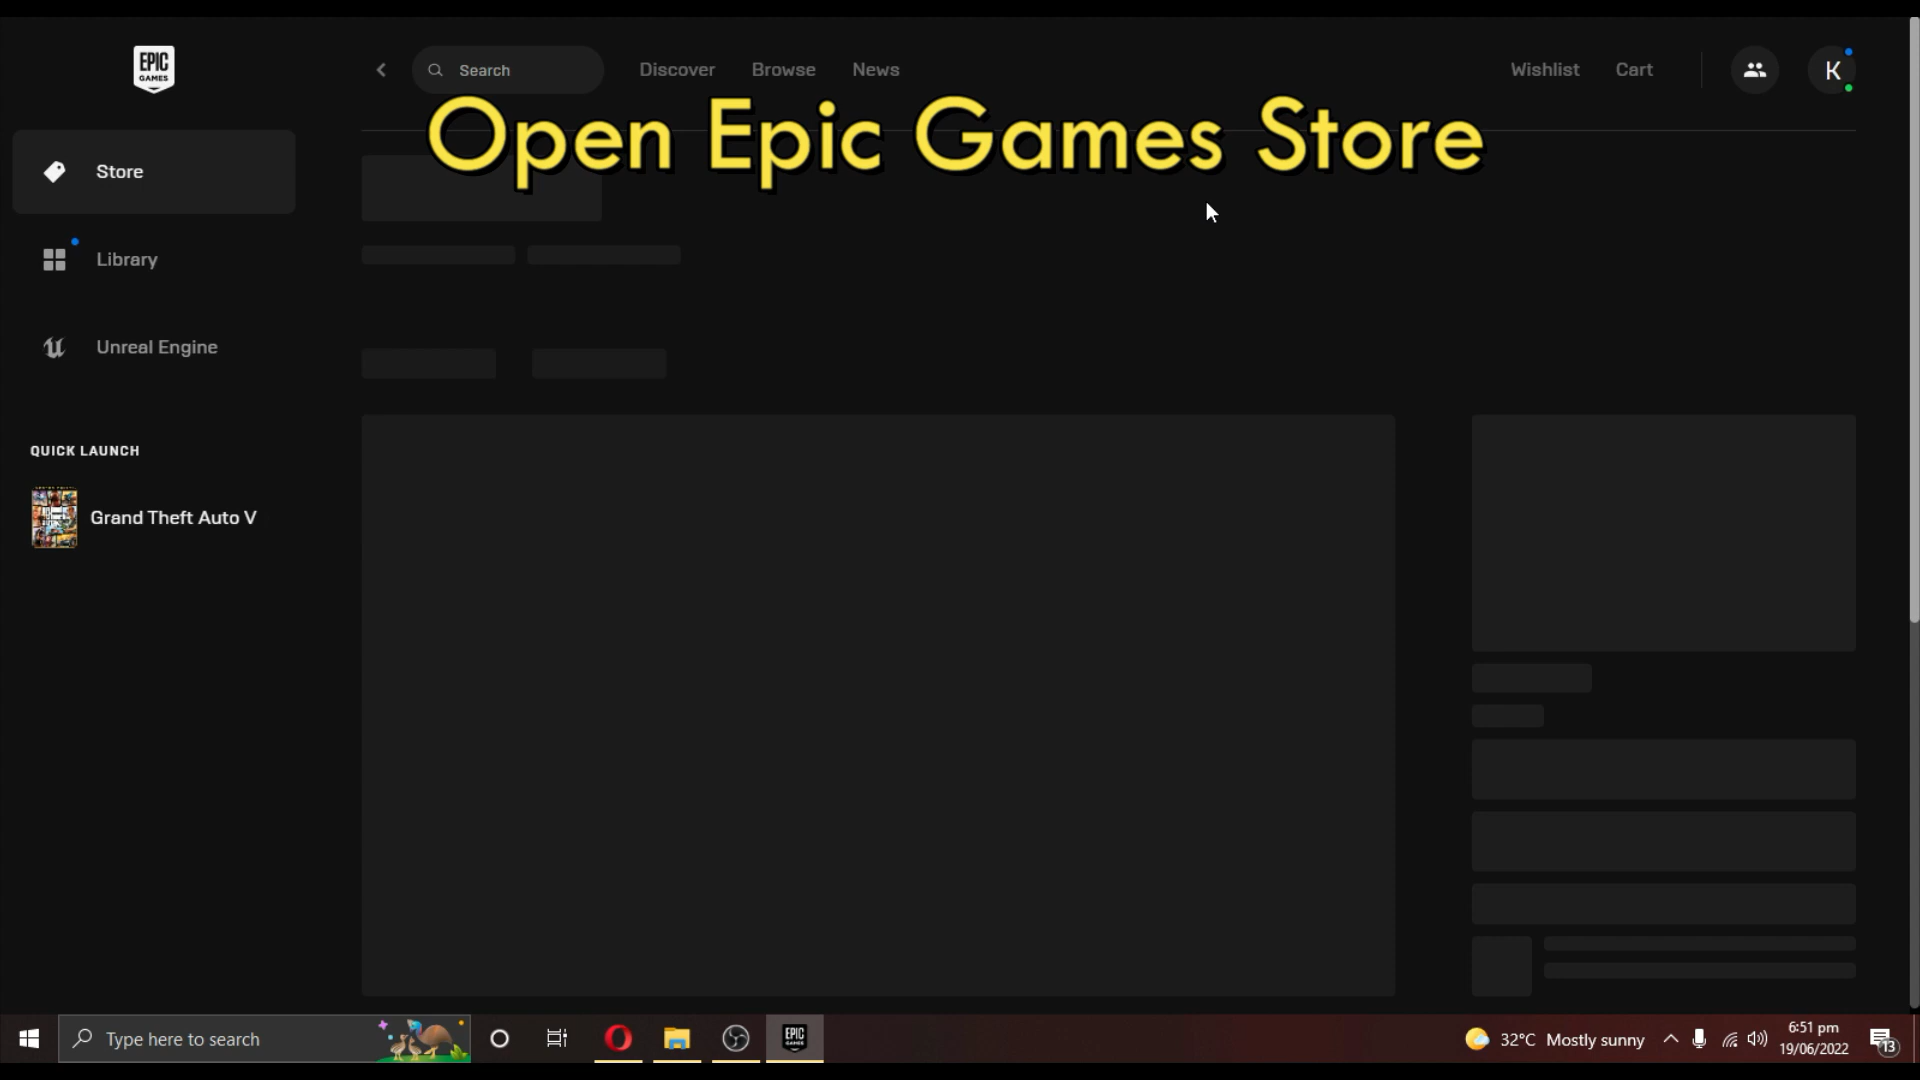 EPIC
GAMES
Search
Discover
Browse
News
Wishlist
Cart
K
Open Epic Games Store
Store
Library
Unreal Engine
QUICK LAUNCH
Grand Theft Auto V
Type here to search
EPIC
GAMES
32°C Mostly sunny
6:51 pm
19/06/2022
13